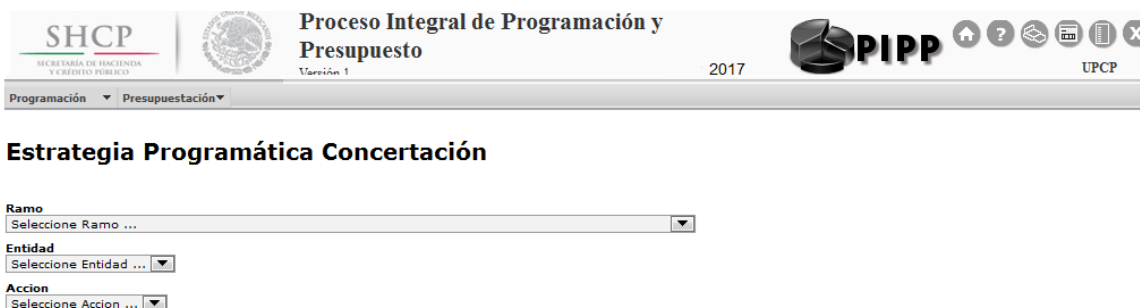 SHCP
SECRETARÍA DE HACIENDA
Y CRÉDITO PÚBLICO
Proceso Integral de Programación y
Presupuesto
Versión 1
2017
PIPP
UPCP
Programación
Presupuestación
Estrategia Programática Concertación
Ramo
Seleccione Ramo ...
Entidad
Seleccione Entidad ...
Accion
Seleccione Accion ...